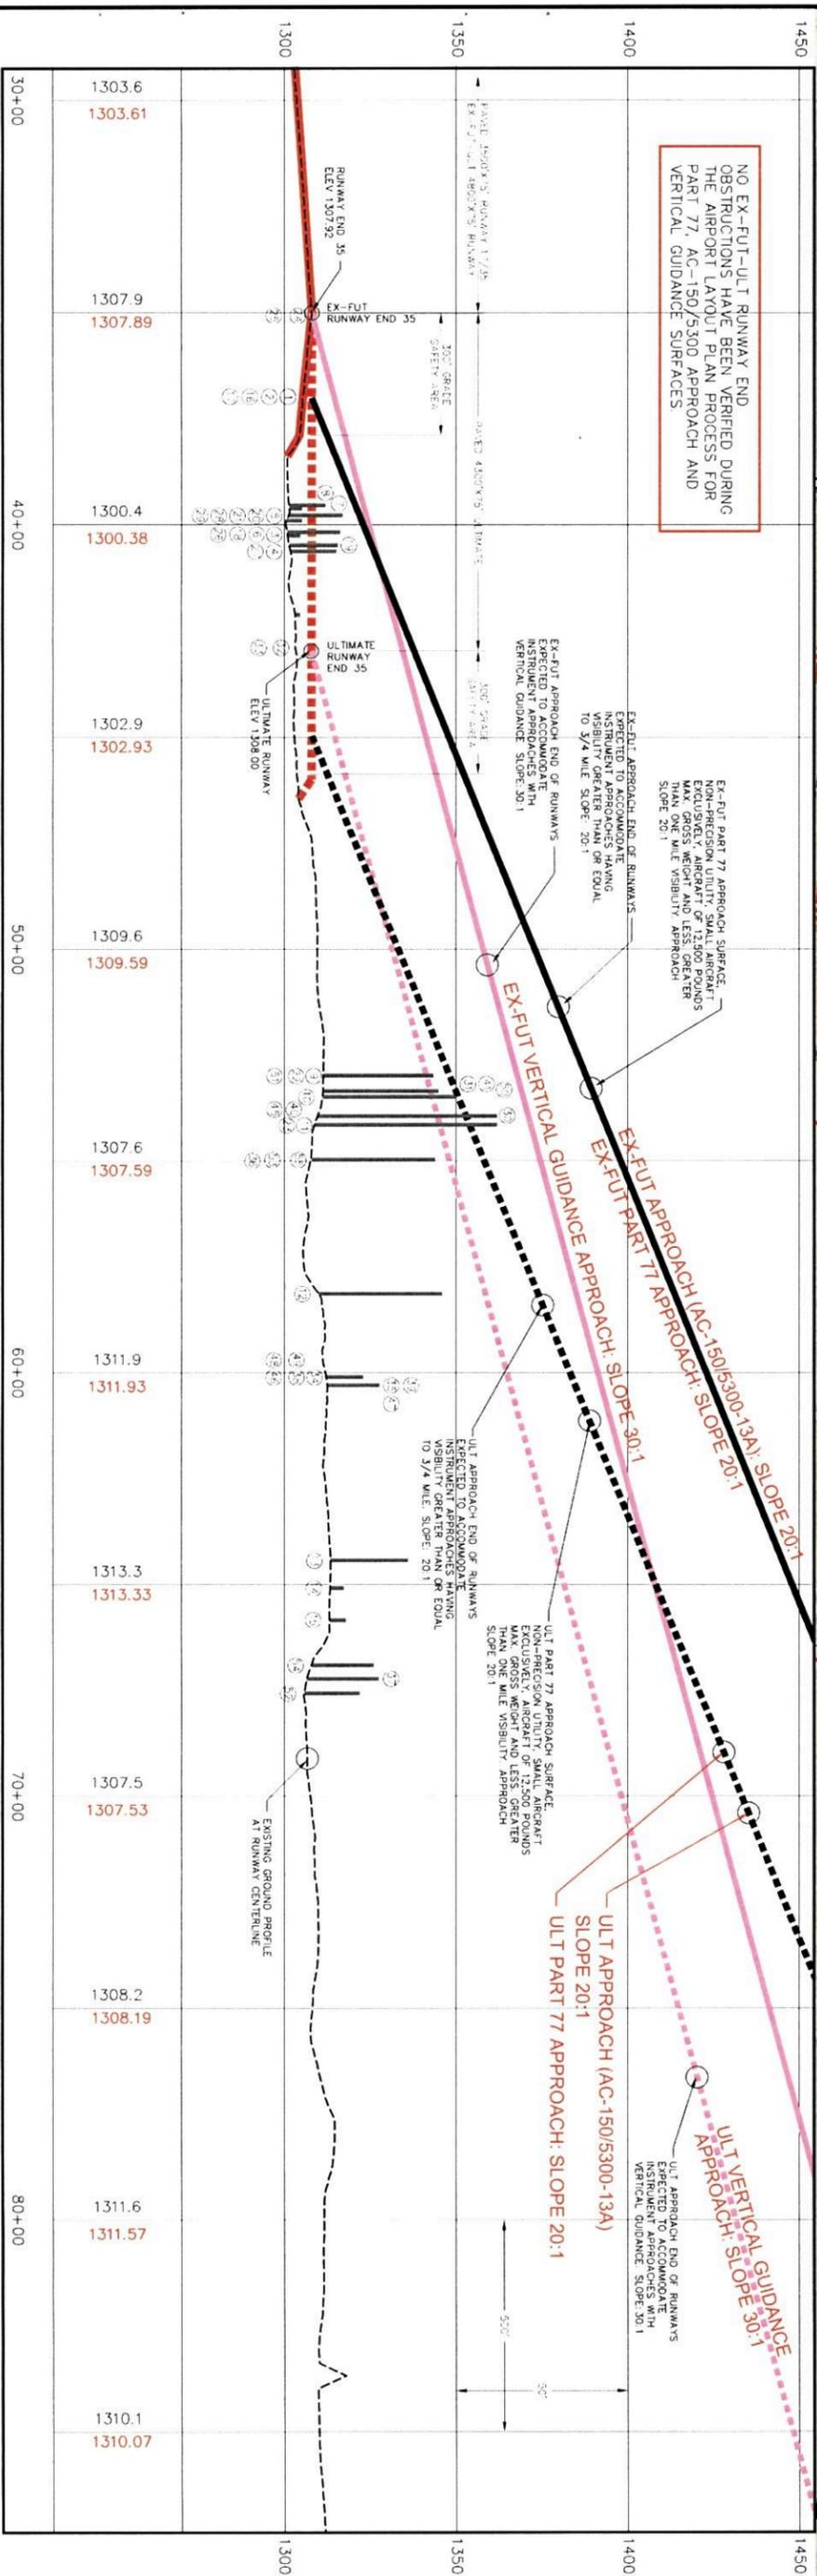 1300
1350
1400
1450
NO EX-FUT-ULT RUNWAY END
OBSTRUCTIONS HAVE BEEN VERIFIED DURING
THE AIRPORT LAYOUT PLAN PROCESS FOR
PART 77, AC-150/5300 APPROACH AND
VERTICAL GUIDANCE SURFACES.
RUNWAY END 35
ELEV 1307.92
EX-FUT
RUNWAY END 35
300' GRADE
SAFETY AREA
ULTIMATE
RUNWAY
END 35
ULTIMATE RUNWAY
ELEV 1308.00
300' GRADE
SAFETY AREA
EX-FUT APPROACH END OF RUNWAYS
EXPECTED TO ACCOMMODATE
INSTRUMENT APPROACHES WITH
VERTICAL GUIDANCE SLOPE:30:1
EX-FUT APPROACH END OF RUNWAYS
EXPECTED TO ACCOMMODATE
INSTRUMENT APPROACHES HAVING
VISIBILITY GREATER THAN OR EQUAL
TO 3/4 MILE SLOPE: 20:1
EX-FUT PART 77 APPROACH SURFACE,
NON-PRECISION UTILITY, SMALL AIRCRAFT
EXCLUSIVELY, AIRCRAFT OF 12,500 POUNDS
MAX. GROSS WEIGHT AND LESS. GREATER
THAN ONE MILE VISIBILITY. APPROACH
SLOPE 20:1
EX-FUT VERTICAL GUIDANCE APPROACH: SLOPE 30:1
EX-FUT APPROACH (AC-150/5300-13A): SLOPE 20:1
EX-FUT PART 77 APPROACH: SLOPE 20:1
ULT APPROACH END OF RUNWAYS
EXPECTED TO ACCOMMODATE
INSTRUMENT APPROACHES HAVING
VISIBILITY GREATER THAN OR EQUAL
TO 3/4 MILE. SLOPE: 20:1
ULT PART 77 APPROACH SURFACE,
NON-PRECISION UTILITY, SMALL AIRCRAFT
EXCLUSIVELY, AIRCRAFT OF 12,500 POUNDS
MAX. GROSS WEIGHT AND LESS. GREATER
THAN ONE MILE VISIBILITY. APPROACH
SLOPE 20:1
EXISTING GROUND PROFILE
AT RUNWAY CENTERLINE
ULT APPROACH (AC-150/5300-13A)
SLOPE 20:1
ULT PART 77 APPROACH: SLOPE 20:1
ULT VERTICAL GUIDANCE
APPROACH: SLOPE 30:1
ULT APPROACH END OF RUNWAYS
EXPECTED TO ACCOMMODATE
INSTRUMENT APPROACHES WITH
VERTICAL GUIDANCE. SLOPE:30:1
500'
50'
1303.6
1303.61
1307.9
1307.89
1300.4
1300.38
1302.9
1302.93
1309.6
1309.59
1307.6
1307.59
1311.9
1311.93
1313.3
1313.33
1307.5
1307.53
1308.2
1308.19
1311.6
1311.57
1310.1
1310.07
30+00
40+00
50+00
60+00
70+00
80+00
1300
1350
1400
1450